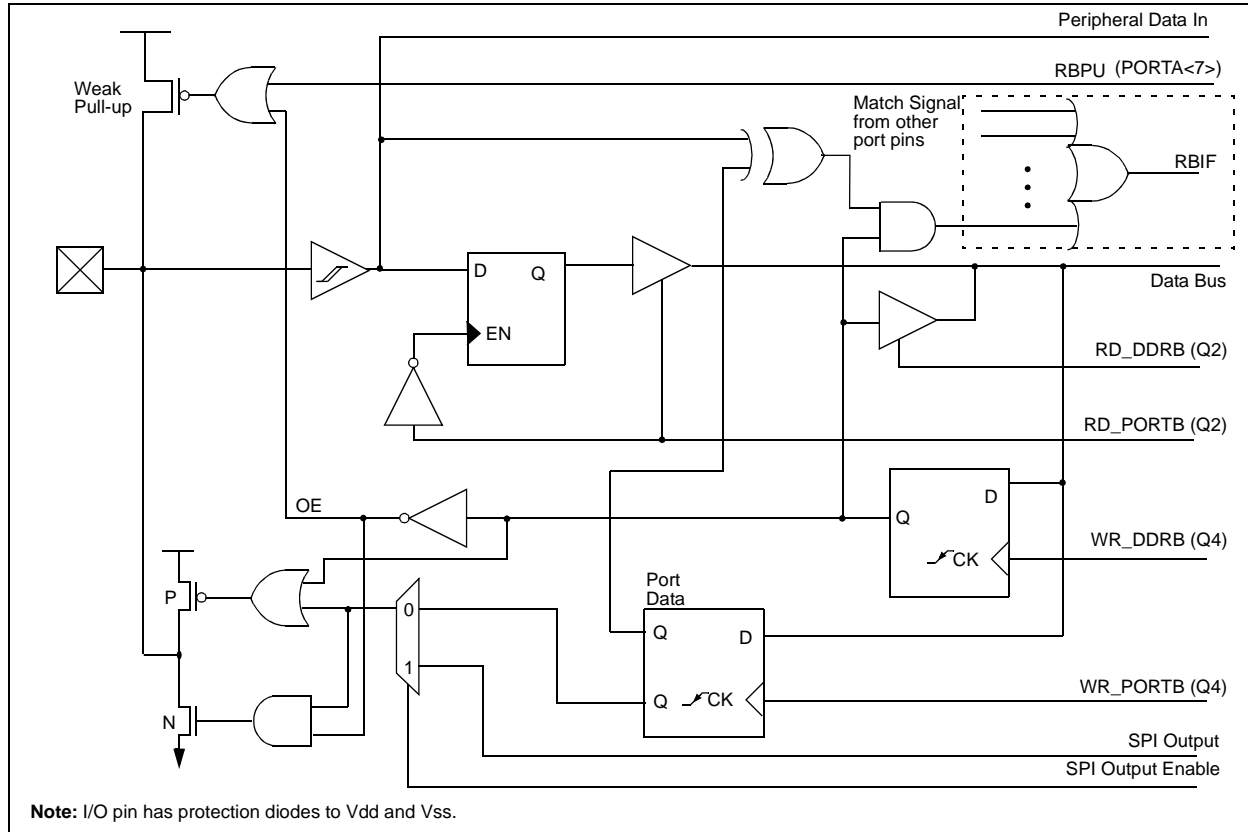 Peripheral Data In
RBPU (PORTA<7>)
Weak
Pull-up
Match Signal
from other
port pins
RBIF
D
Q
EN
Data Bus
RD_DDRB (Q2)
RD_PORTB (Q2)
OE
D
Q
CK
WR_DDRB (Q4)
P
Port
Data
0
Q
D
1
Q
CK
WR_PORTB (Q4)
N
SPI Output
SPI Output Enable
Note: I/O pin has protection diodes to Vdd and Vss.